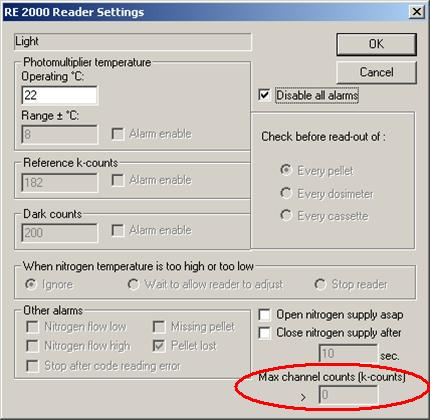 RE 2000 Reader Settings
Light
OK
Cancel
Photomultiplier temperature
Operating °C:
22
Range ± °C:
8
Alarm enable
Disable all alarms
Reference k-counts
182
Alarm enable
Dark counts
200
Alarm enable
Check before read-out of :
Every pellet
Every dosimeter
Every cassette
When nitrogen temperature is too high or too low
Ignore
Wait to allow reader to adjust
Stop reader
Other alarms
Nitrogen flow low
Missing pellet
Nitrogen flow high
Pellet lost
Stop after code reading error
Open nitrogen supply asap
Close nitrogen supply after
10 sec.
Max channel counts (k-counts)
> 0